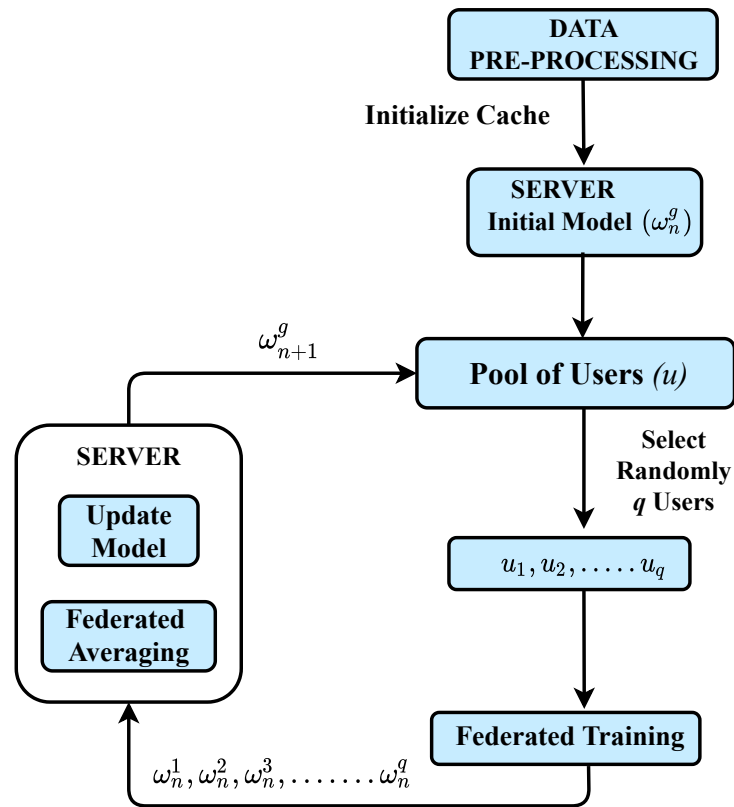 DATA
PRE-PROCESSING
Initialize Cache
SERVER
Initial Model (ω_n^g)
ω_{n+1}^g
Pool of Users (u)
Select
Randomly
q Users
SERVER
Update
Model
u_1, u_2, ..... u_q
Federated
Averaging
Federated Training
ω_n^1, ω_n^2, ω_n^3, ....... ω_n^q